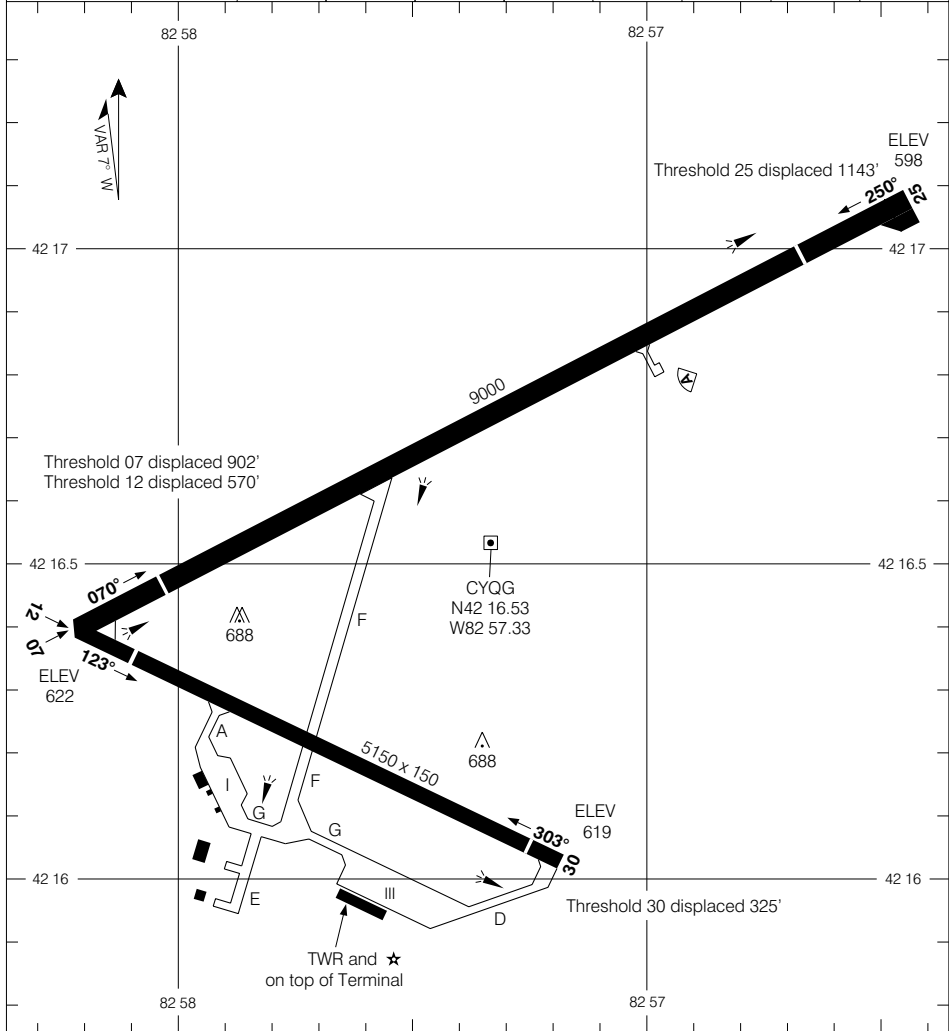 82 58
82 57
VAR 7° W
ELEV
598
Threshold 25 displaced 1143'
250°
25
42 17
42 17
9000
A
Threshold 07 displaced 902'
Threshold 12 displaced 570'
42 16.5
42 16.5
070°
CYQG
N42 16.53
W82 57.33
12
07
688
F
123°
ELEV
622
A
688
5150 x 150
I
F
G
G
ELEV
619
303°
30
42 16
42 16
E
III
D
Threshold 30 displaced 325'
TWR and ☆
on top of Terminal
82 58
82 57